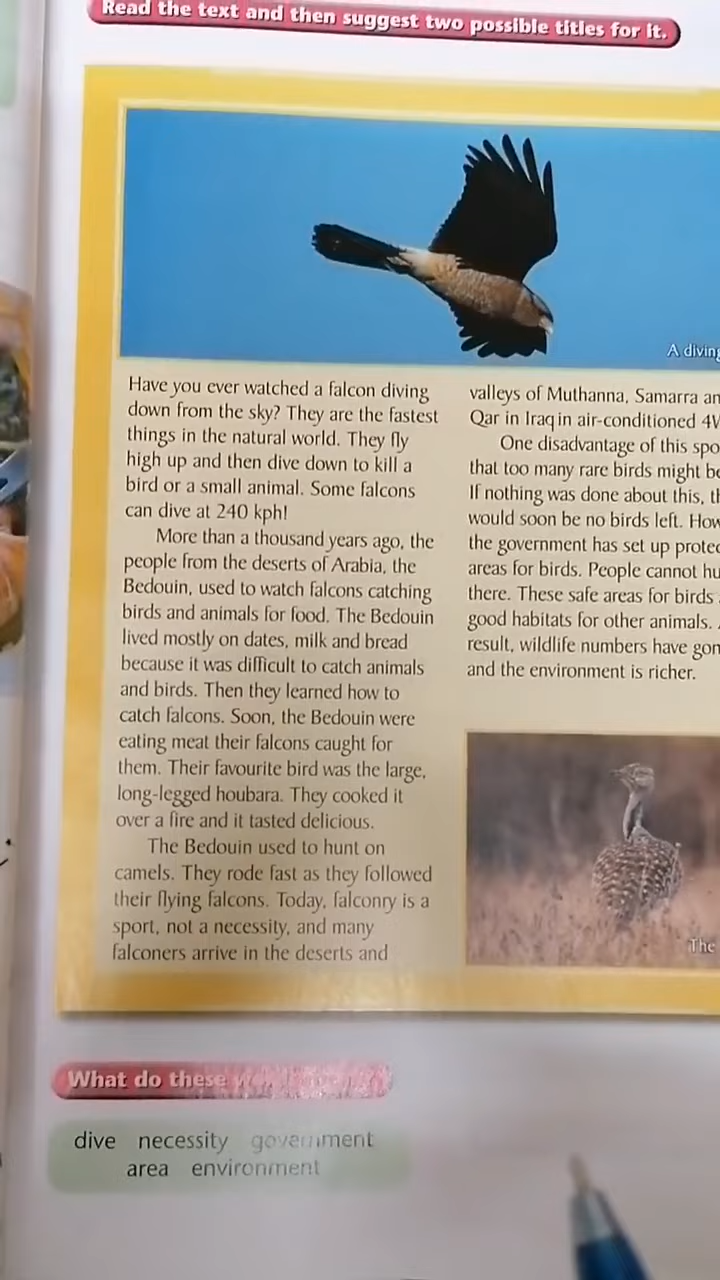 Read the text and then suggest two possible titles for it.
A diving
Have you ever watched a falcon diving
down from the sky? They are the fastest
things in the natural world. They fly
high up and then dive down to kill a
bird or a small animal. Some falcons
can dive at 240 kph!
More than a thousand years ago, the
people from the deserts of Arabia, the
Bedouin, used to watch falcons catching
birds and animals for food. The Bedouin
lived mostly on dates, milk and bread
because it was difficult to catch animals
and birds. Then they learned how to
catch falcons. Soon, the Bedouin were
eating meat their falcons caught for
them. Their favourite bird was the large,
long-legged houbara. They cooked it
over a fire and it tasted delicious.
The Bedouin used to hunt on
camels. They rode fast as they followed
their flying falcons. Today, falconry is a
sport, not a necessity, and many
falconers arrive in the deserts and
valleys of Muthanna, Samarra an
Qar in Iraq in air-conditioned 4W
One disadvantage of this spo
that too many rare birds might be
If nothing was done about this, th
would soon be no birds left. How
the government has set up protec
areas for birds. People cannot hu
there. These safe areas for birds
good habitats for other animals.
result, wildlife numbers have gon
and the environment is richer.
The
What do these
dive necessity government
area environment